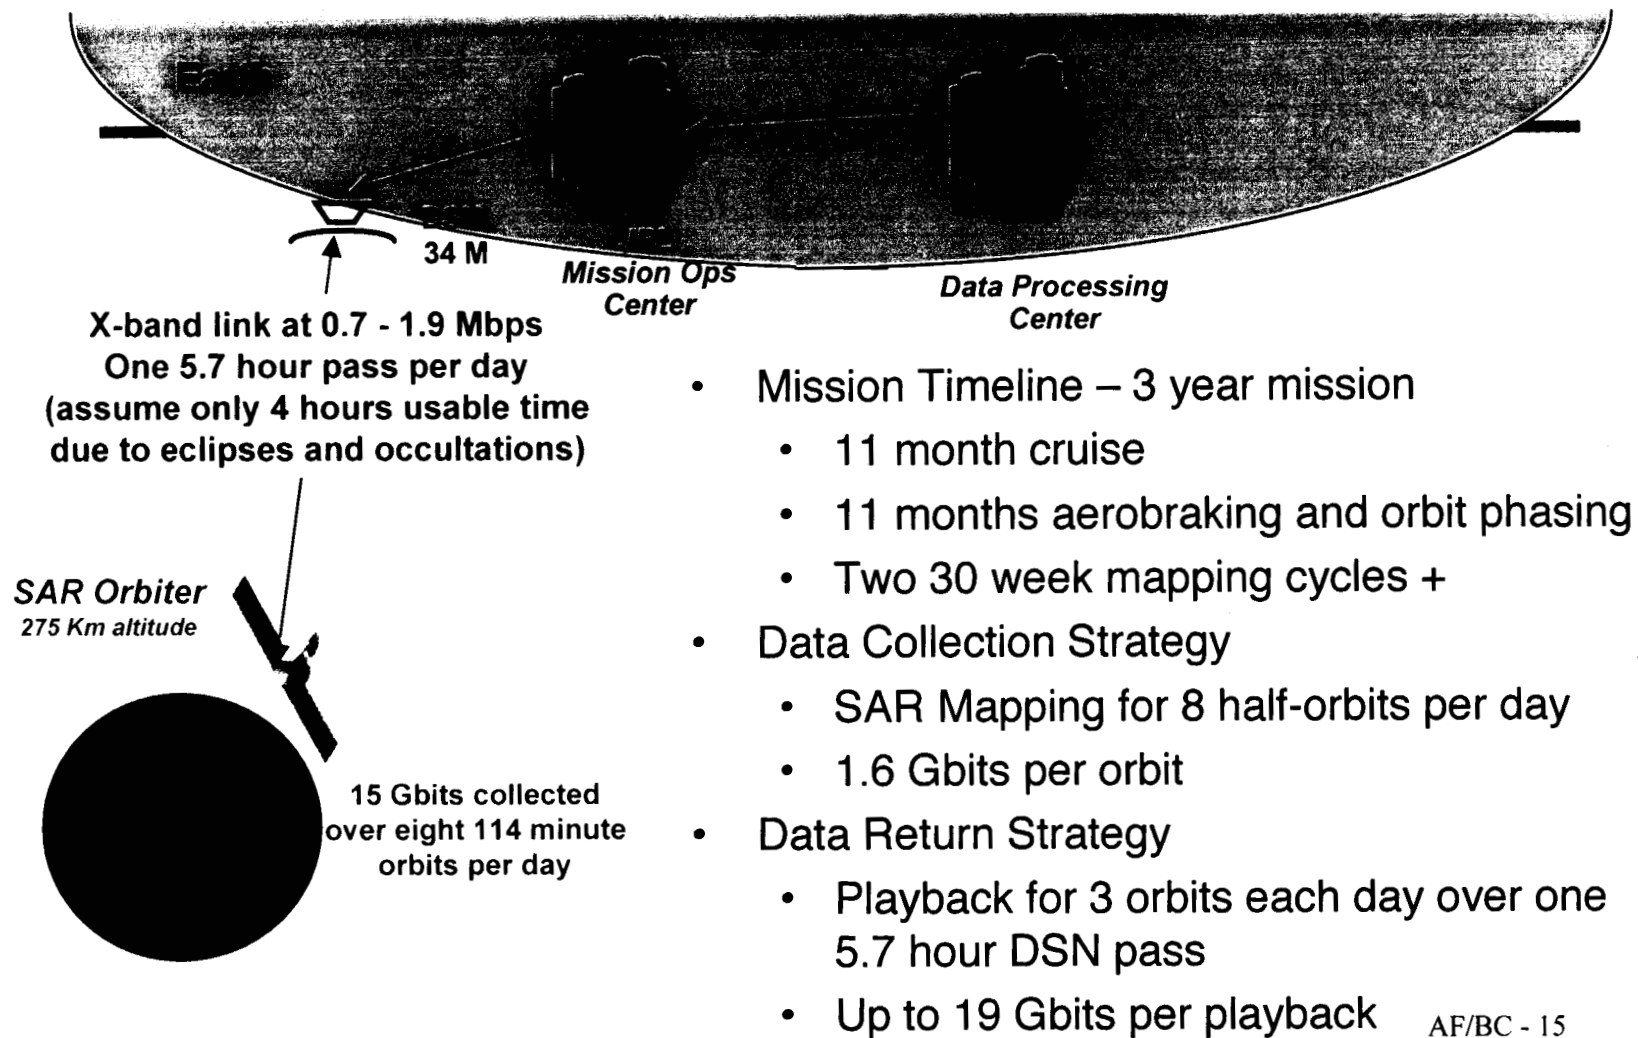 Earth
34 M
Mission Ops
Center
Data Processing
Center
X-band link at 0.7 - 1.9 Mbps
One 5.7 hour pass per day
(assume only 4 hours usable time
due to eclipses and occultations)
SAR Orbiter
275 Km altitude
15 Gbits collected
over eight 114 minute
orbits per day
• Mission Timeline – 3 year mission
• 11 month cruise
• 11 months aerobraking and orbit phasing
• Two 30 week mapping cycles +
• Data Collection Strategy
• SAR Mapping for 8 half-orbits per day
• 1.6 Gbits per orbit
• Data Return Strategy
• Playback for 3 orbits each day over one
5.7 hour DSN pass
• Up to 19 Gbits per playback
AF/BC - 15